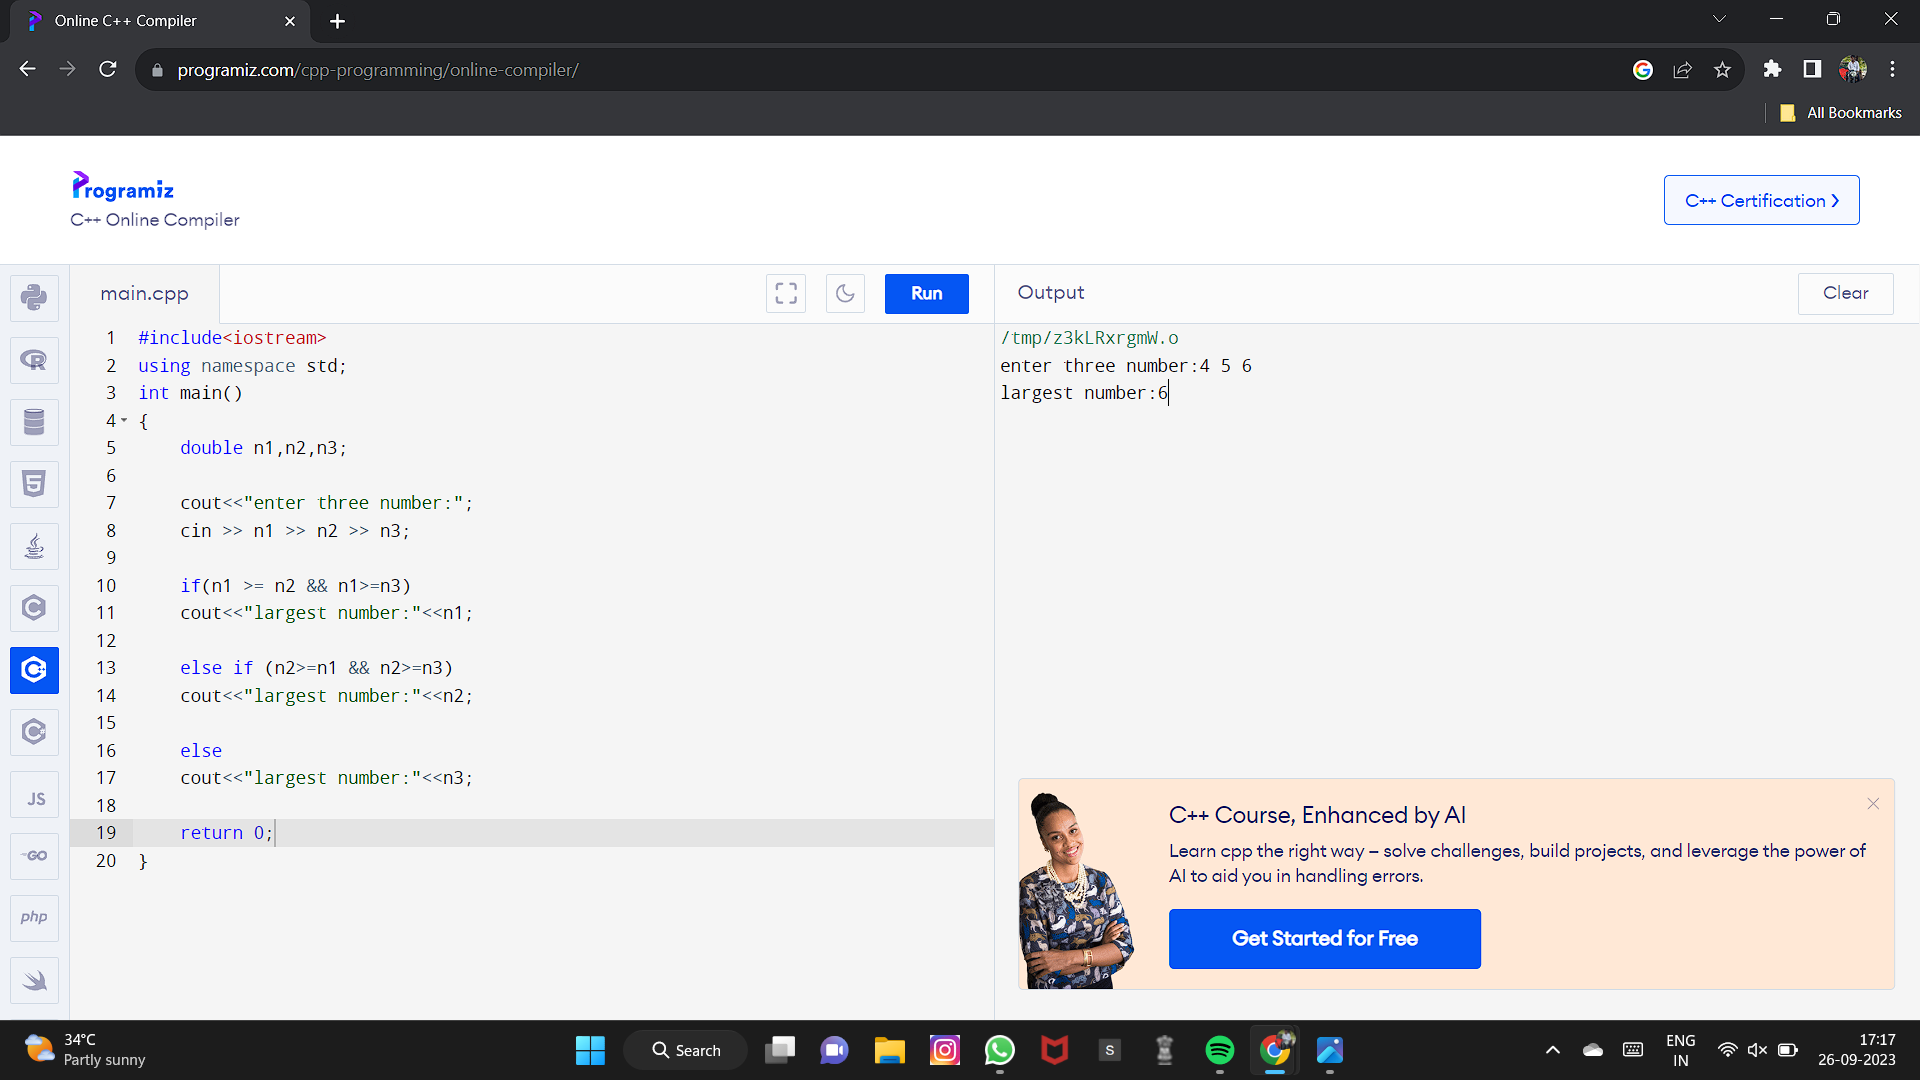 Online C++ Compiler
programiz.com/cpp-programming/online-compiler/
All Bookmarks
Programiz
C++ Online Compiler
C++ Certification
main.cpp
Run
Output
Clear
1 #include<iostream>
2 using namespace std;
3 int main()
4 {
5 double n1,n2,n3;
6
7 cout<<"enter three number:";
8 cin >> n1 >> n2 >> n3;
9
10 if(n1 >= n2 && n1>=n3)
11 cout<<"largest number:"<<n1;
12
13 else if (n2>=n1 && n2>=n3)
14 cout<<"largest number:"<<n2;
15
16 else
17 cout<<"largest number:"<<n3;
18
19 return 0;
20 }
/tmp/z3kLRxrgmW.o
enter three number:4 5 6
largest number:6
JS
GO
php
C++ Course, Enhanced by AI
Learn cpp the right way – solve challenges, build projects, and leverage the power of
AI to aid you in handling errors.
Get Started for Free
34°C
Partly sunny
Search
S
ENG
IN
17:17
26-09-2023